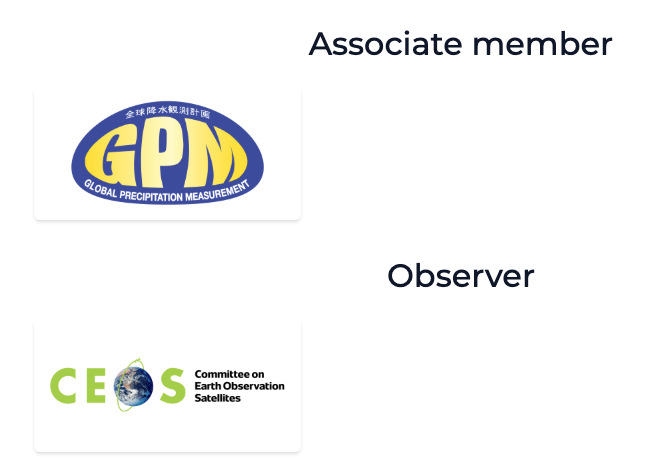 Associate member
全球降水観測計画
GPM
GLOBAL PRECIPITATION MEASUREMENT
Observer
CEOS
Committee on
Earth Observation
Satellites